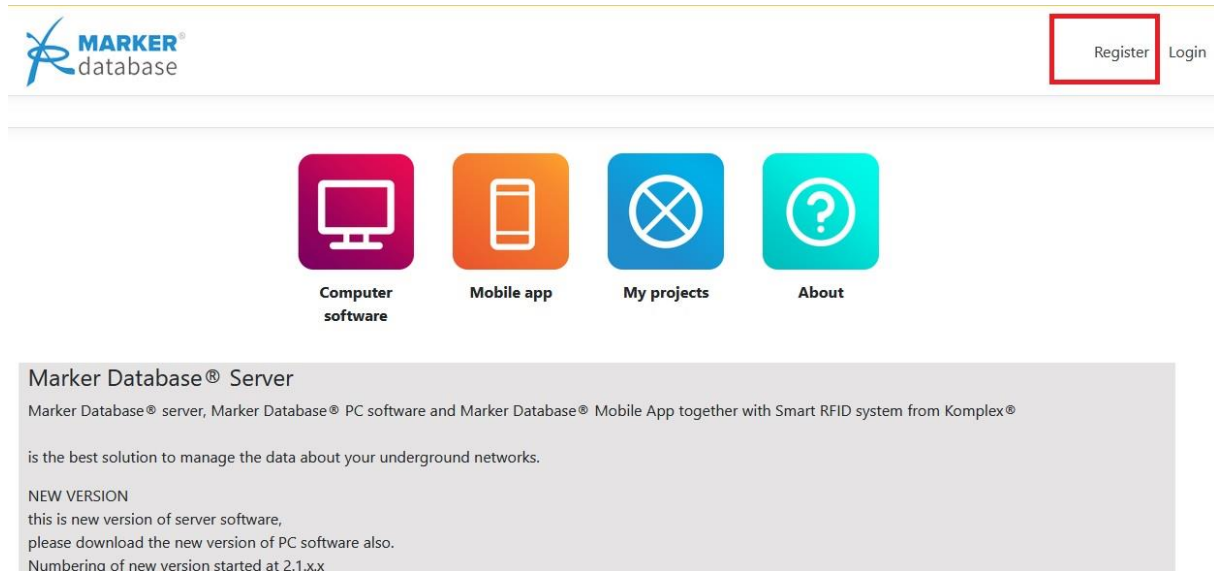 MARKER®
database
Register Login
Computer
software
Mobile app
My projects
About
Marker Database® Server
Marker Database® server, Marker Database® PC software and Marker Database® Mobile App together with Smart RFID system from Komplex®
is the best solution to manage the data about your underground networks.
NEW VERSION
this is new version of server software,
please download the new version of PC software also.
Numbering of new version started at 2.1.x.x